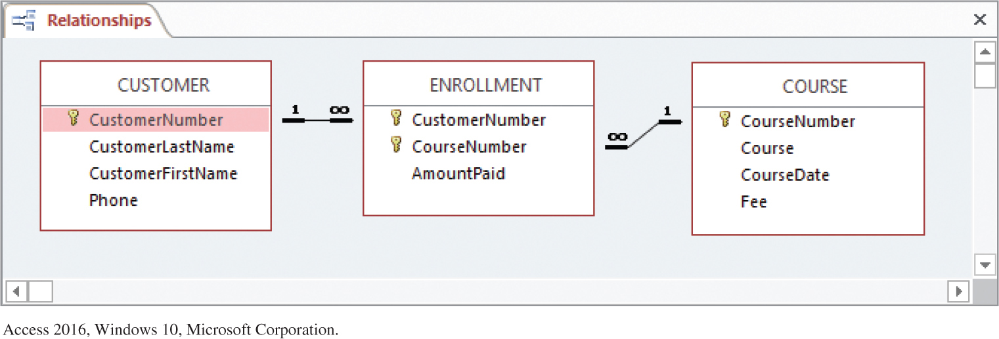 Relationships
CUSTOMER
CustomerNumber
CustomerLastName
CustomerFirstName
Phone
1 ∞
ENROLLMENT
CustomerNumber
CourseNumber
AmountPaid
∞ 1
COURSE
CourseNumber
Course
CourseDate
Fee
Access 2016, Windows 10, Microsoft Corporation.